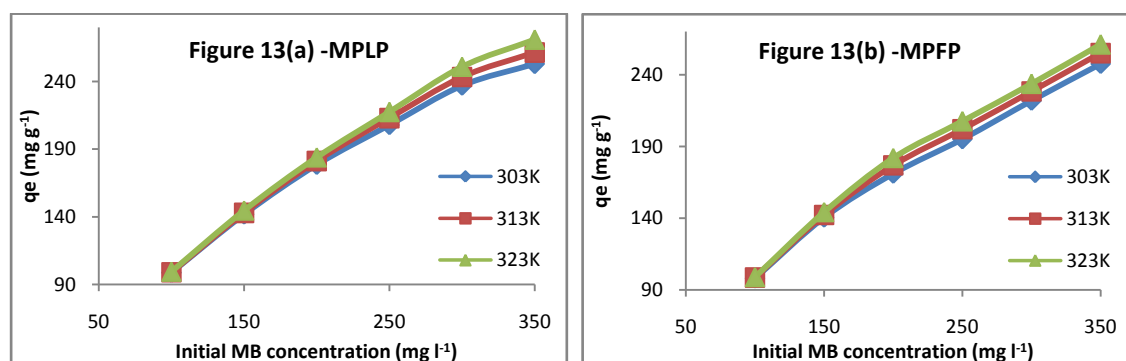 Figure 13(a) -MPLP
240
190
140
90
qe (mg g-1)
303K
313K
323K
50
150
250
350
Initial MB concentration (mg l-1)
Figure 13(b) -MPFP
240
190
140
90
qe (mg g-1)
303K
313K
323K
50
150
250
350
Initial MB concentration (mg l-1)